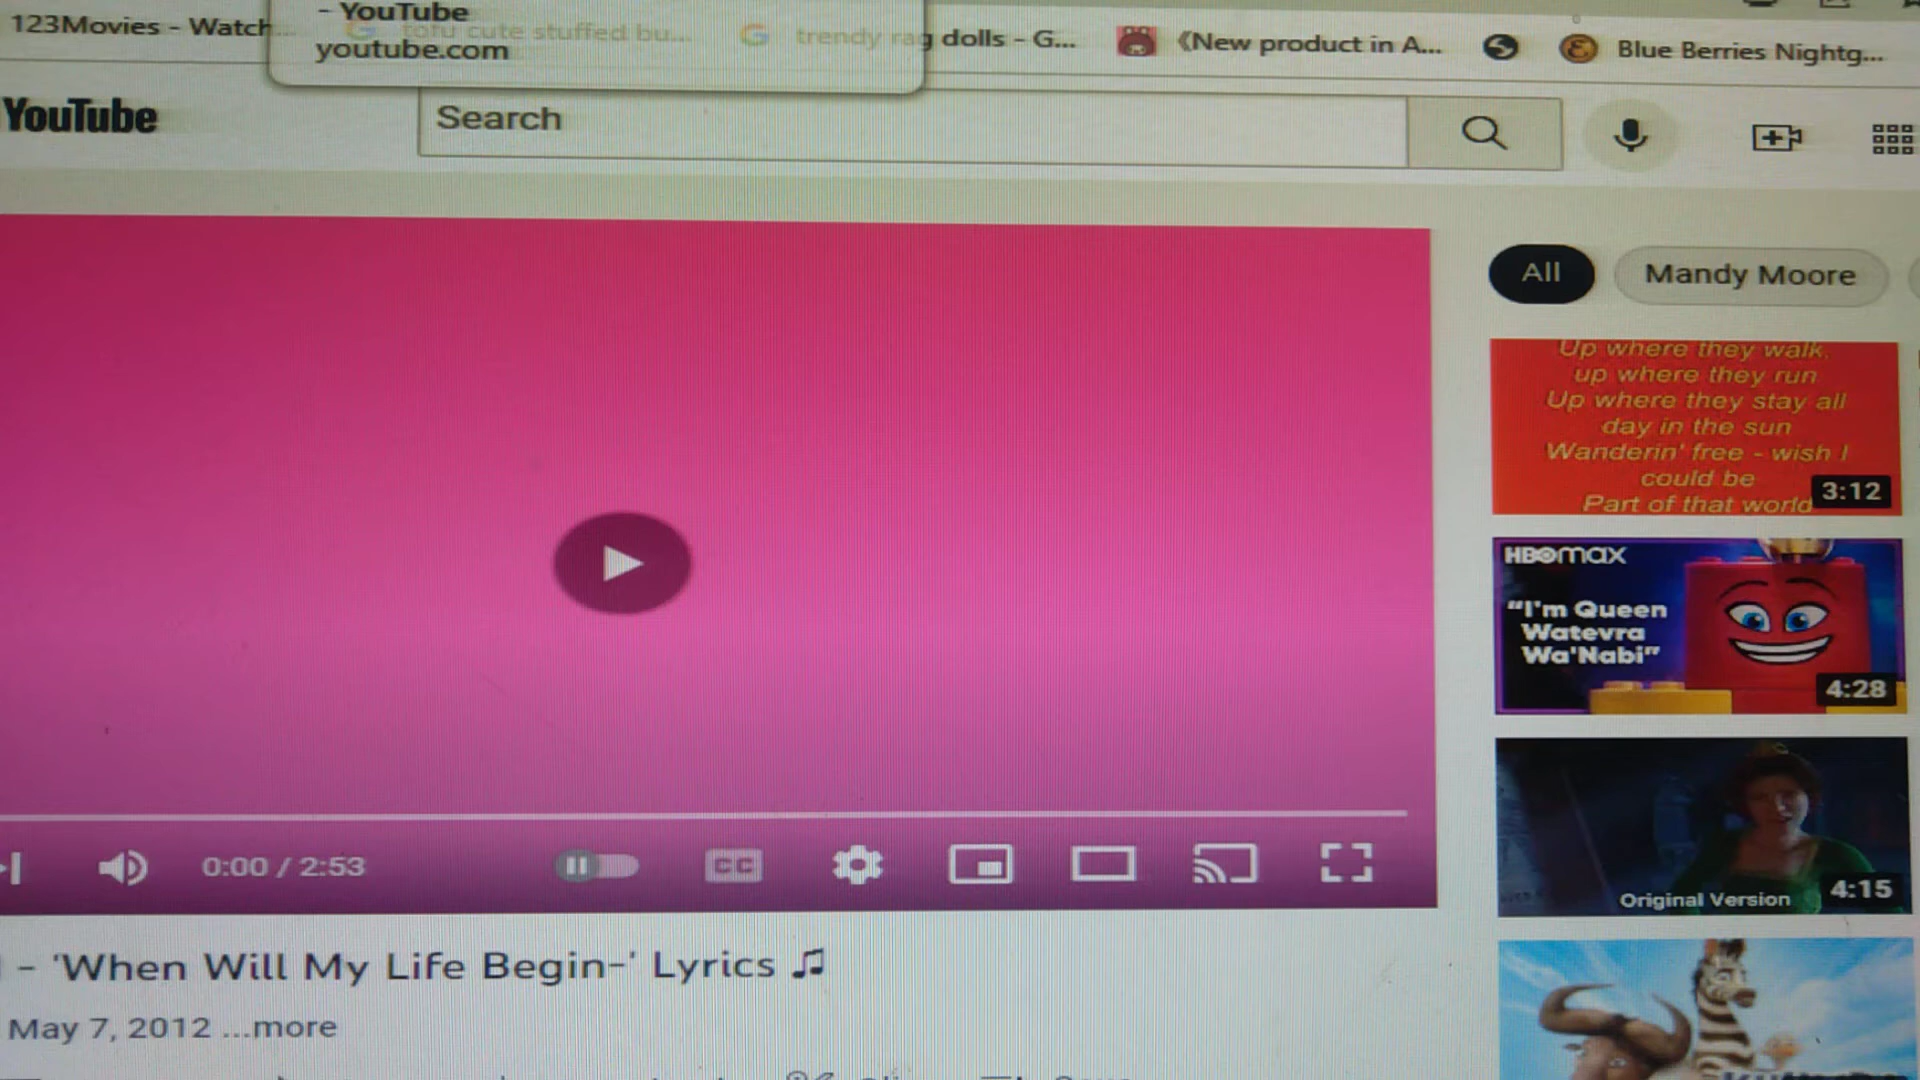 - YouTube
youtube.com
123Movies - Watch
tofu cute stuffed bu...
trendy rag dolls - G...
《New product in A...
Blue Berries Nightg...
YouTube
Search
All
Mandy Moore
Up where they walk,
up where they run
Up where they stay all
day in the sun
Wanderin' free - wish I
could be
Part of that world
3:12
HBOmax
"I'm Queen
Watevra
Wa'Nabi"
4:28
Original Version
4:15
0:00 / 2:53
CC
- 'When Will My Life Begin-' Lyrics ♫
May 7, 2012 ...more